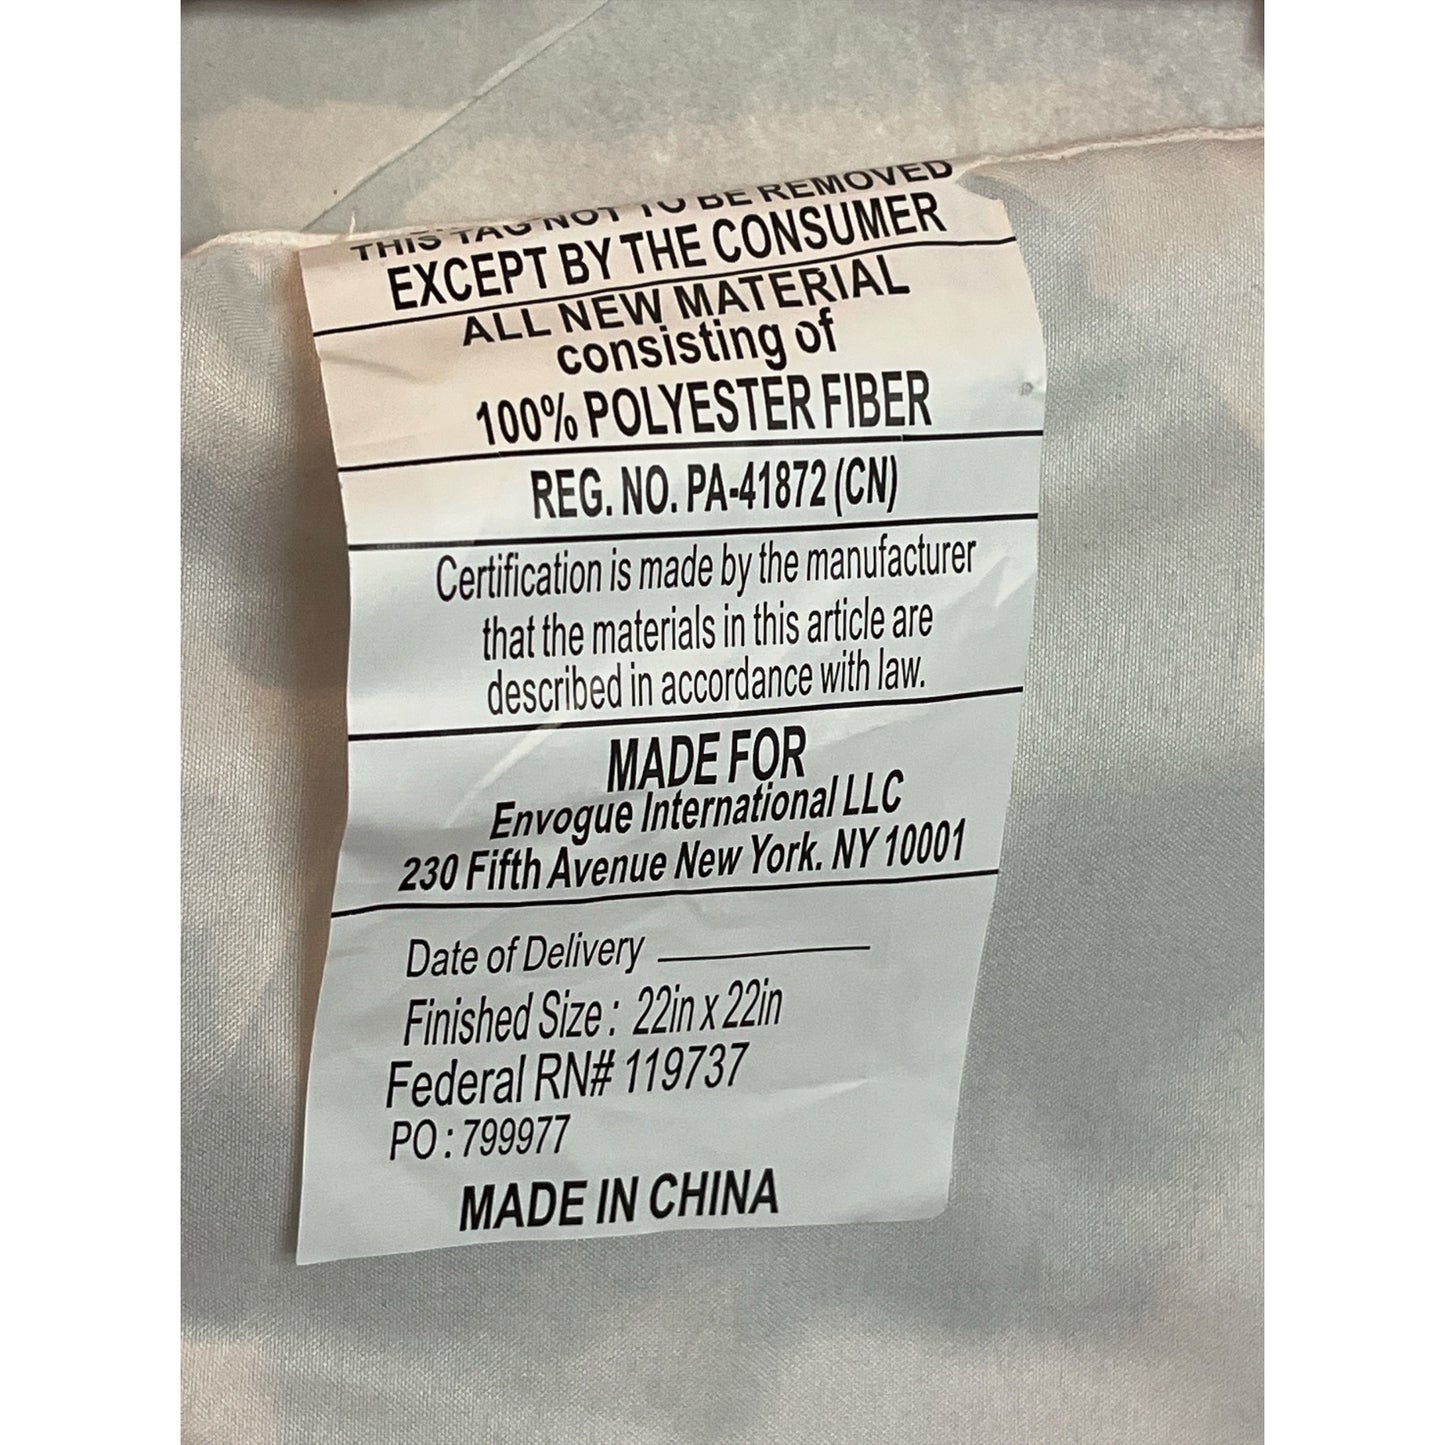 THIS TAG NOT TO BE REMOVED
EXCEPT BY THE CONSUMER
ALL NEW MATERIAL
consisting of
100% POLYESTER FIBER
REG. NO. PA-41872 (CN)
Certification is made by the manufacturer
that the materials in this article are
described in accordance with law.
MADE FOR
Envogue International LLC
230 Fifth Avenue New York. NY 10001
Date of Delivery
Finished Size : 22in x 22in
Federal RN# 119737
PO : 799977
MADE IN CHINA